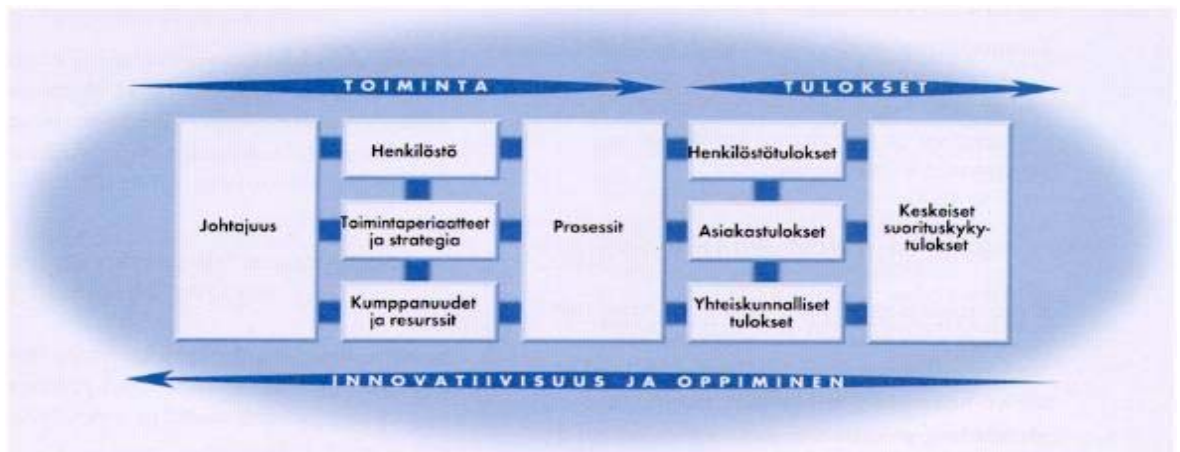 TOIMINTA
TULOKSET
Johtajuus
Henkilöstö
Toimintaperiaatteet
ja strategia
Kumppanuudet
ja resurssit
Prosessit
Henkilöstötulokset
Asiakastulokset
Yhteiskunnalliset
tulokset
Keskeiset
suorituskyky-
tulokset
INNOVATIIVISUUS JA OPPIMINEN